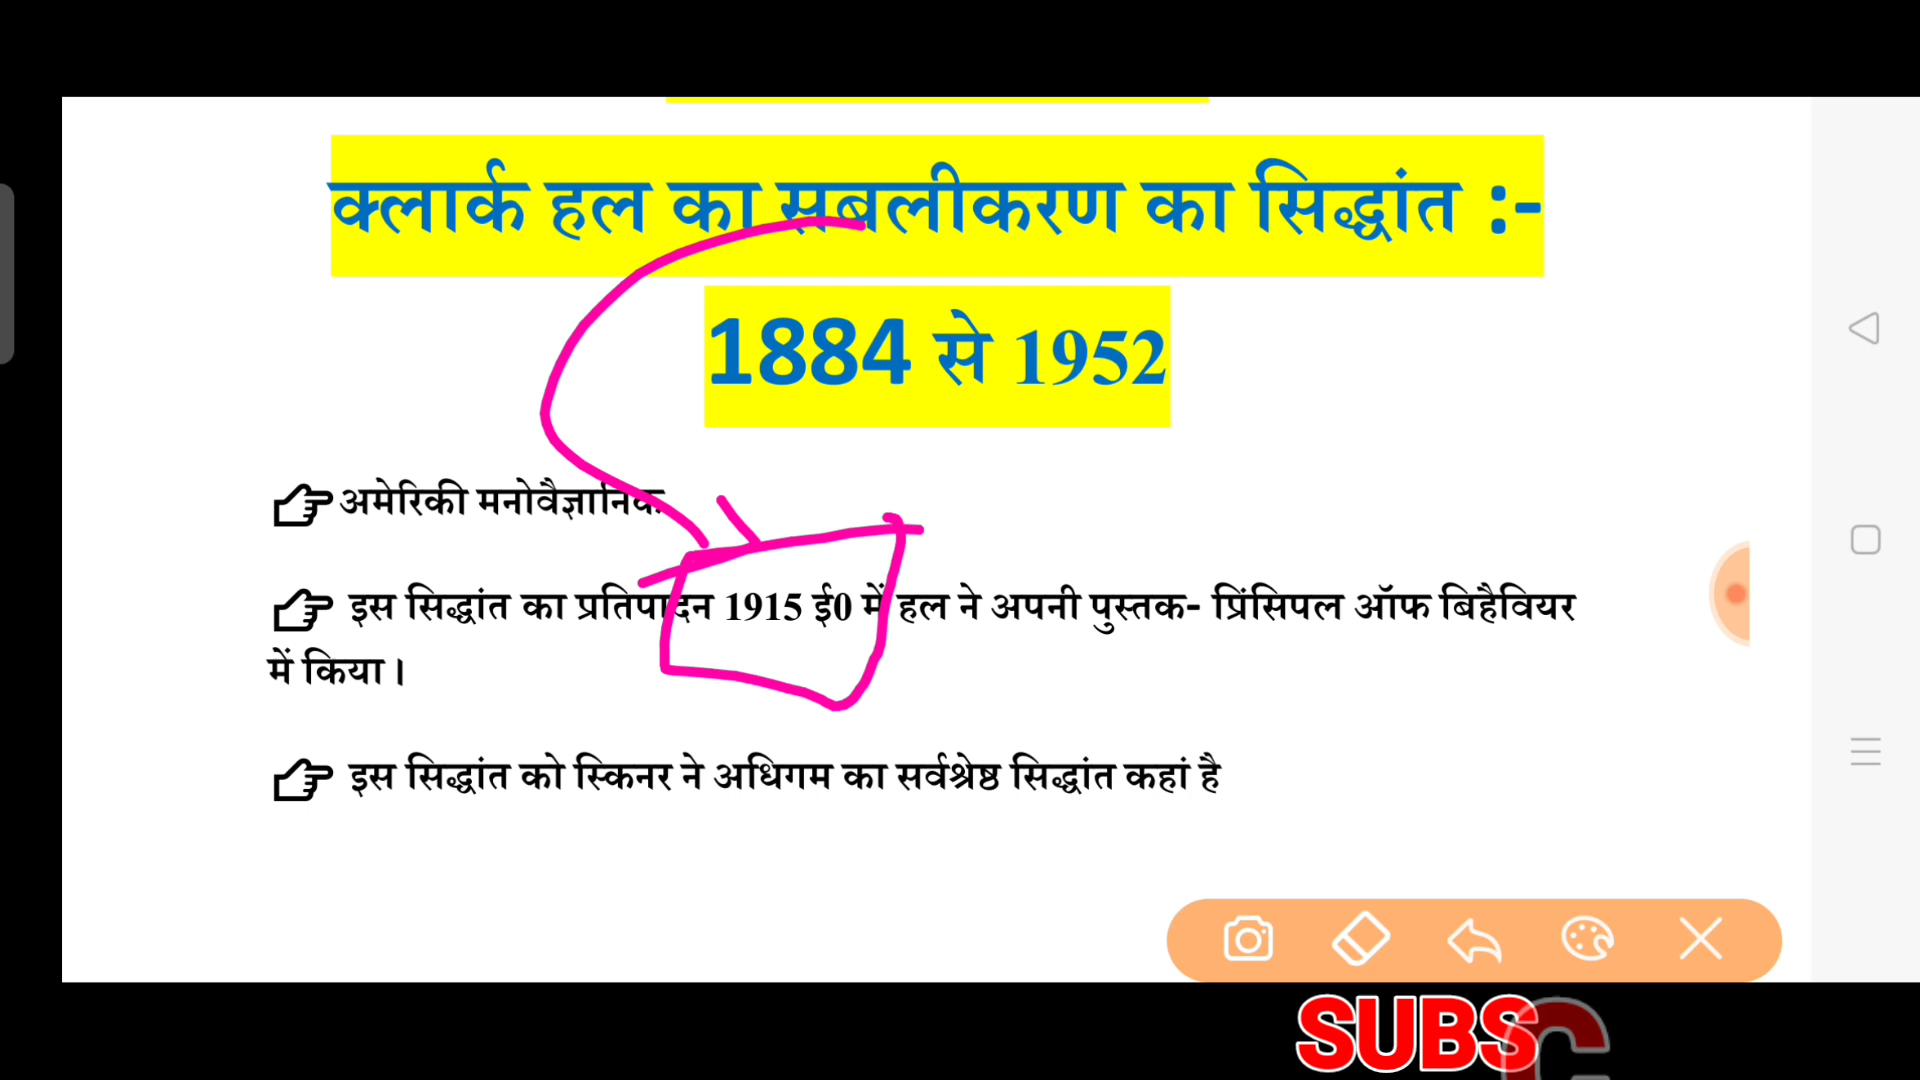 क्लार्क हल का सबलीकरण का सिद्धांत :-
1884 से 1952
अमेरिकी मनोवैज्ञानिक
इस सिद्धांत का प्रतिपादन 1915 ई0 में हल ने अपनी पुस्तक- प्रिंसिपल ऑफ बिहैवियर
में किया।
इस सिद्धांत को स्किनर ने अधिगम का सर्वश्रेष्ठ सिद्धांत कहां है
SUBSC